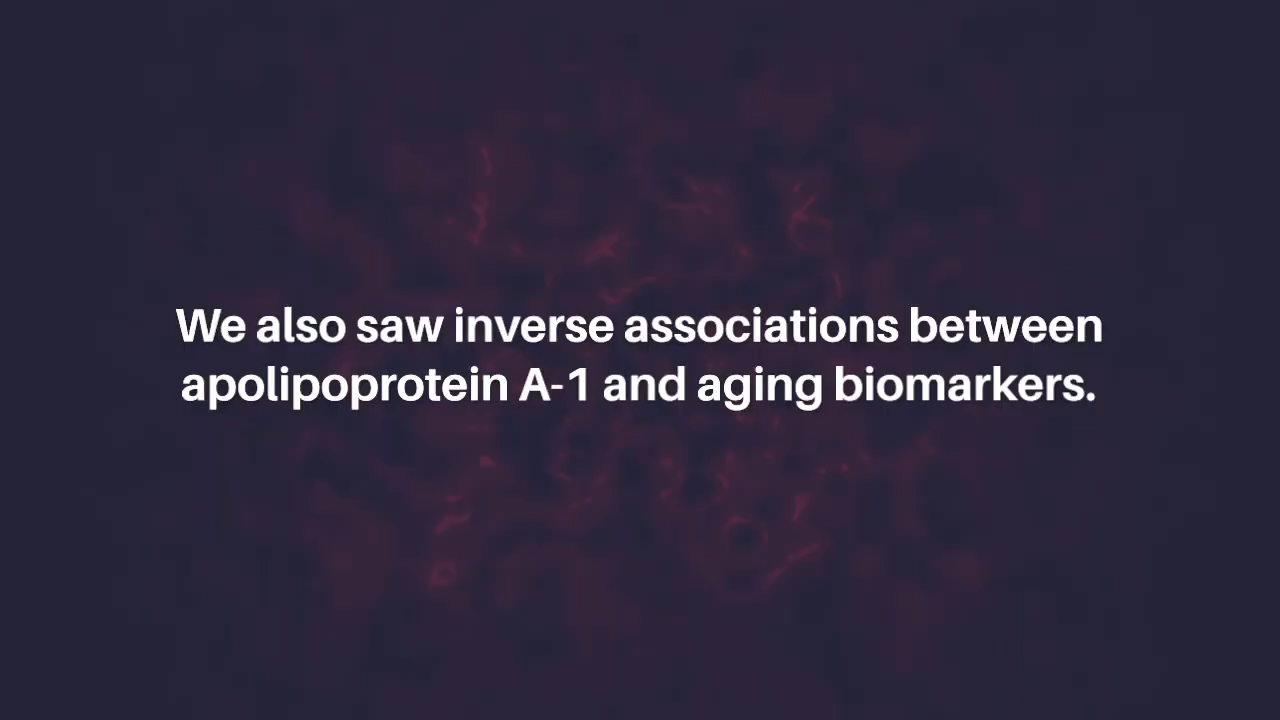 We also saw inverse associations between
apolipoprotein A-1 and aging biomarkers.